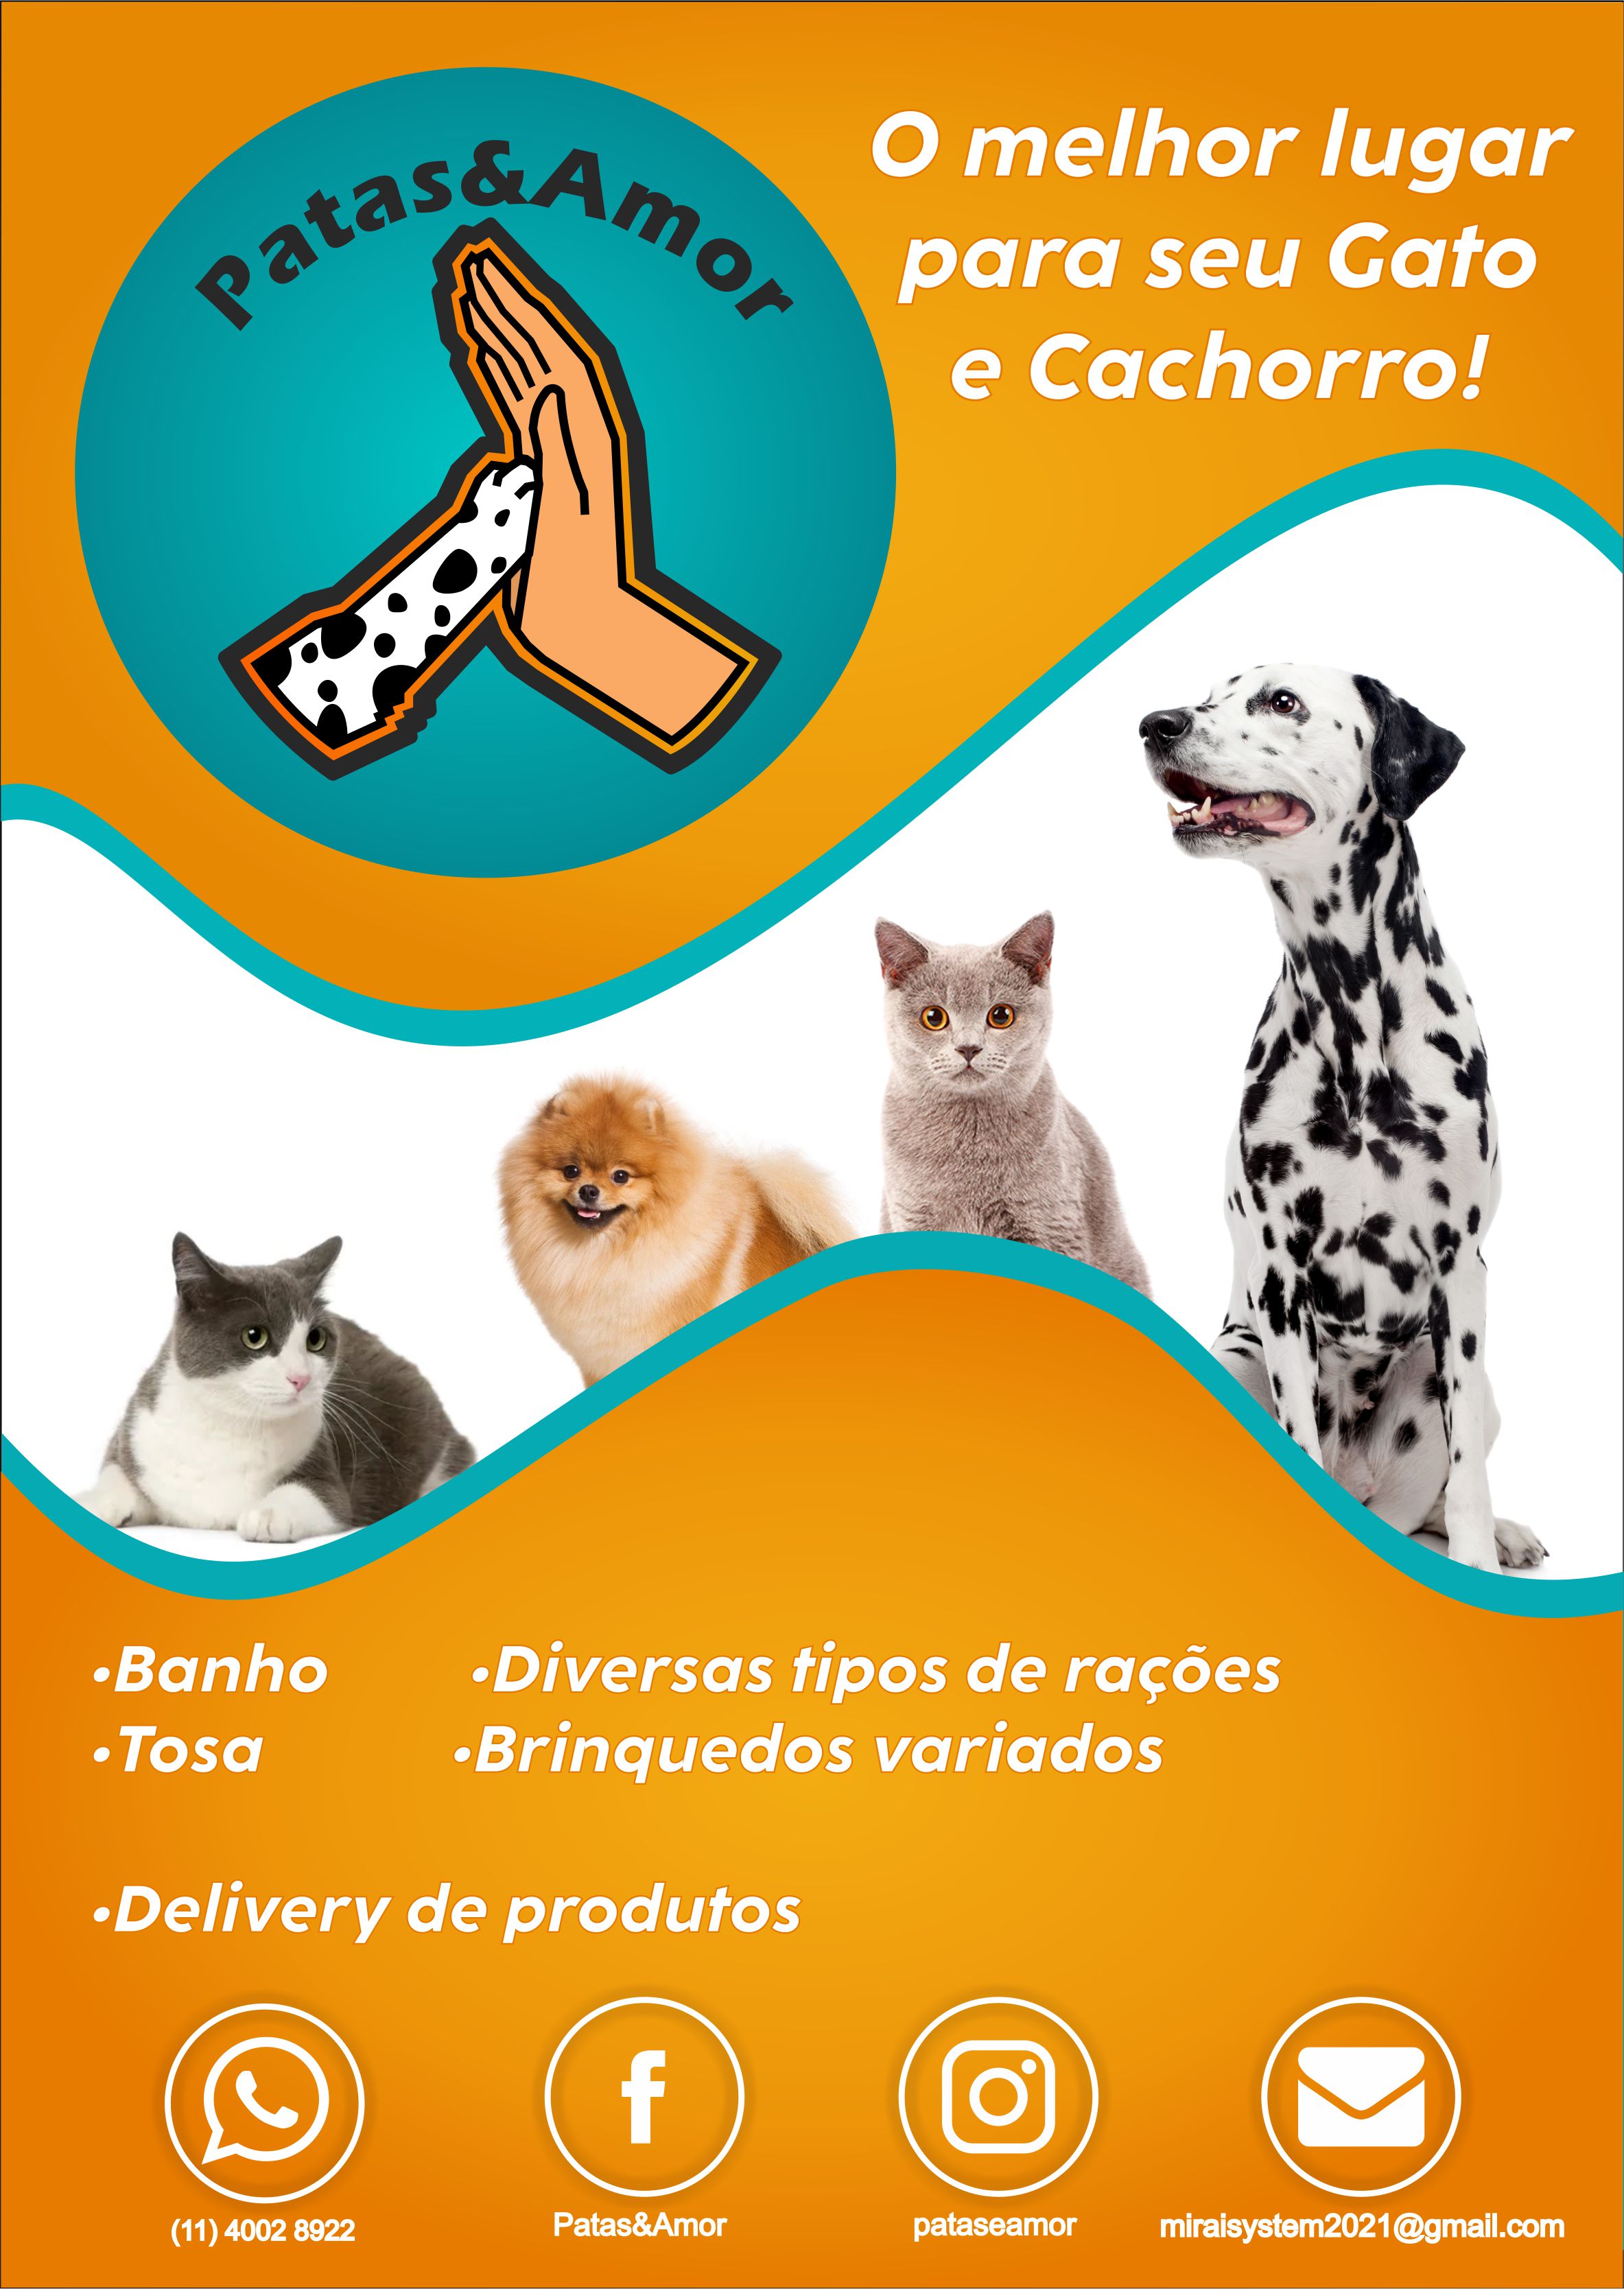 Patas&Amor
O melhor lugar
para seu Gato
e Cachorro!
•Banho
•Tosa
•Diversas tipos de rações
•Brinquedos variados
•Delivery de produtos
(11) 4002 8922
Patas&Amor
pataseamor
miraisystem2021@gmail.com